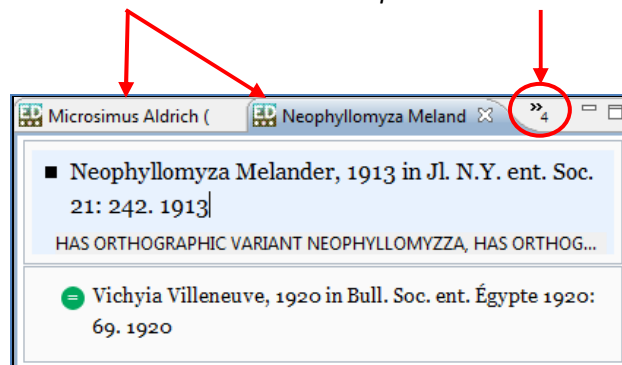 Microsimus Aldrich (
Neophyllomyza Meland
»4
Neophyllomyza Melander, 1913 in Jl. N.Y. ent. Soc.
21: 242. 1913
HAS ORTHOGRAPHIC VARIANT NEOPHYLLOMYZZA, HAS ORTHOG...
= Vichyia Villeneuve, 1920 in Bull. Soc. ent. Égypte 1920:
69. 1920